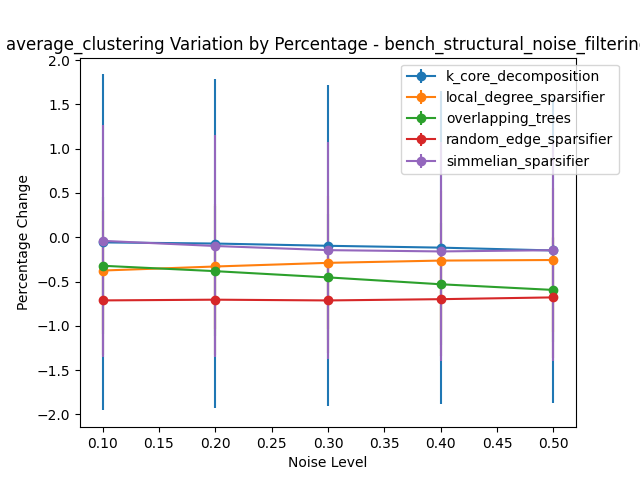 average_clustering Variation by Percentage - bench_structural_noise_filtering
k_core_decomposition
local_degree_sparsifier
overlapping_trees
random_edge_sparsifier
simmelian_sparsifier
Percentage Change
2.0
1.5
1.0
0.5
0.0
−0.5
−1.0
−1.5
−2.0
0.10 0.15 0.20 0.25 0.30 0.35 0.40 0.45 0.50
Noise Level